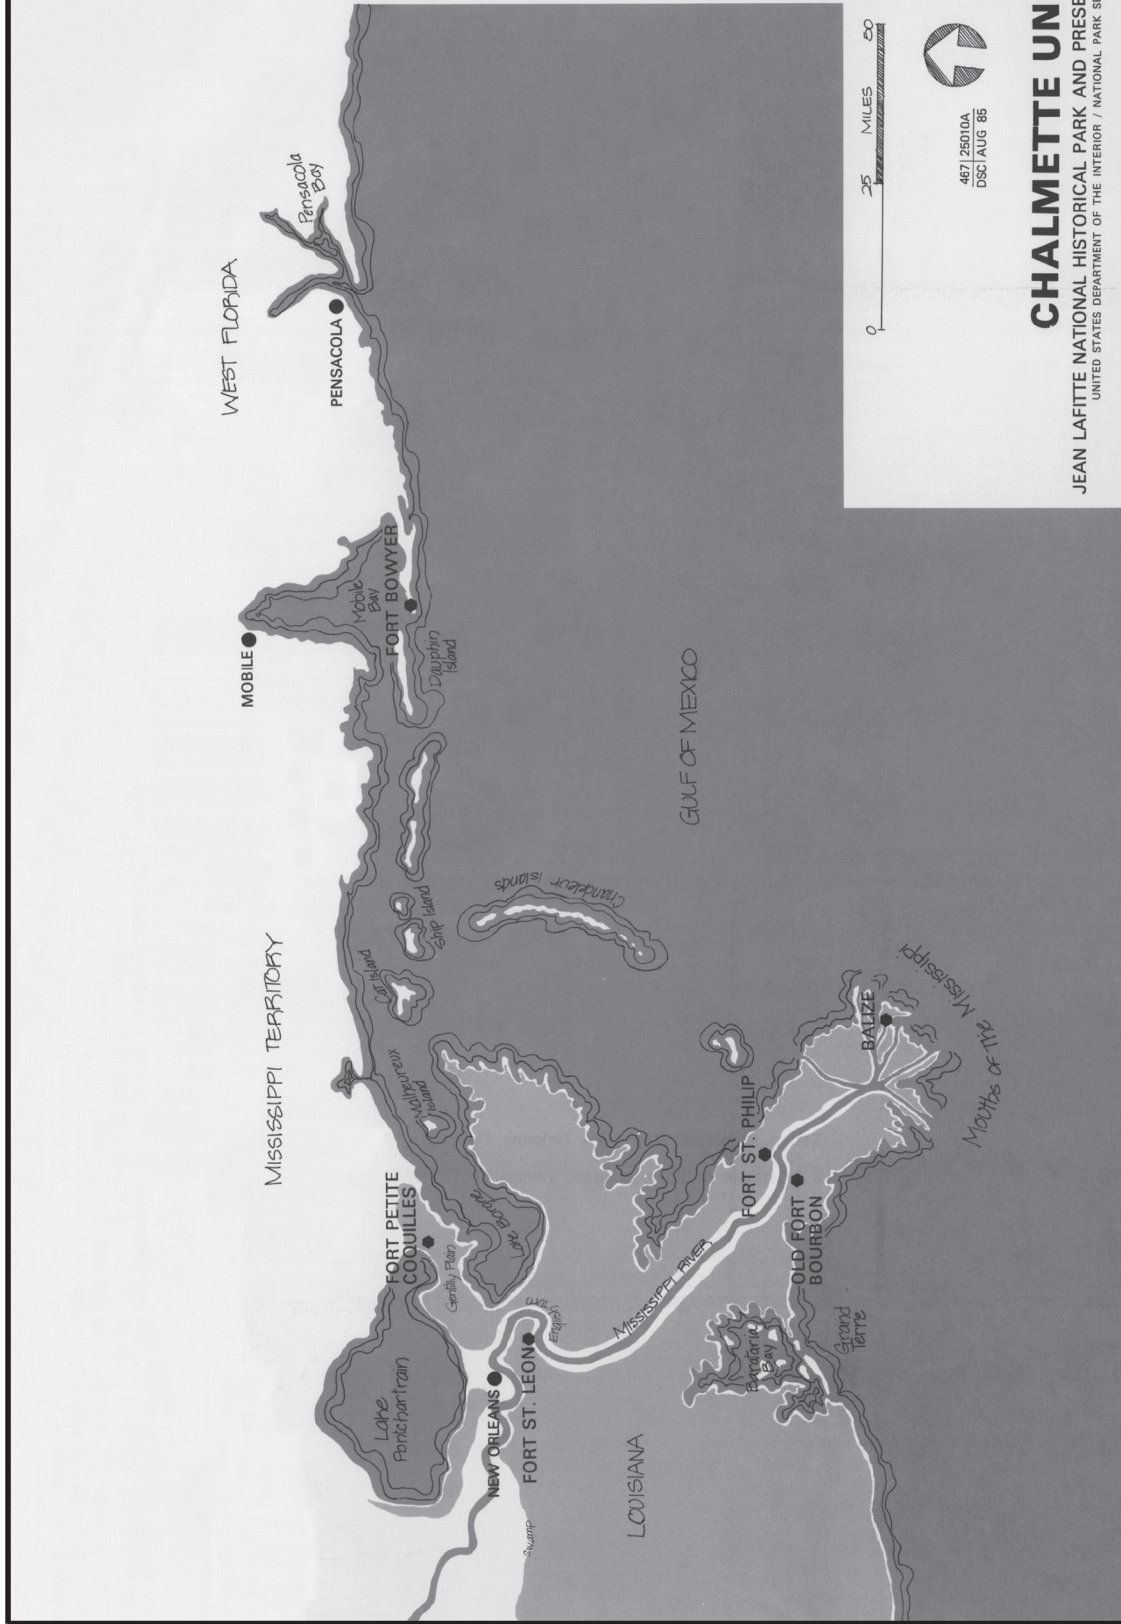 WEST FLORIDA
Pensacola
Bay
PENSACOLA
MOBILE
Mobile
Bay
FORT BOWYER
Dauphin
Island
MISSISSIPPI TERRITORY
Cat Island
Ship Island
Chandeleur Islands
GULF OF MEXICO
Malheureux
Island
FORT PETITE
COQUILLES
Lake Borgne
Gentilly Plain
Lake
Pontchartrain
NEW ORLEANS
FORT ST. LEON
English Turn
Swamp
LOUISIANA
MISSISSIPPI RIVER
FORT ST. PHILIP
OLD FORT
BOURBON
BALIZE
Mouths of The Mississippi
Barataria
Bay
Grand
Terre
0 25 MILES 50
467 25010A
DSC AUG 85
CHALMETTE UN
JEAN LAFITTE NATIONAL HISTORICAL PARK AND PRESE
UNITED STATES DEPARTMENT OF THE INTERIOR / NATIONAL PARK SE